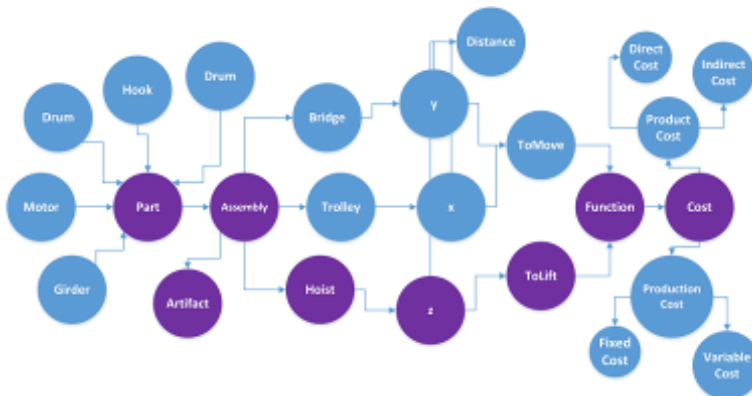 Distance
Direct
Cost
Indirect
Cost
Drum
Hook
Drum
Bridge
y
ToMove
Product
Cost
Motor
Part
Assembly
Trolley
x
Function
Cost
Girder
Artifact
Hoist
z
ToLift
Production
Cost
Fixed
Cost
Variable
Cost